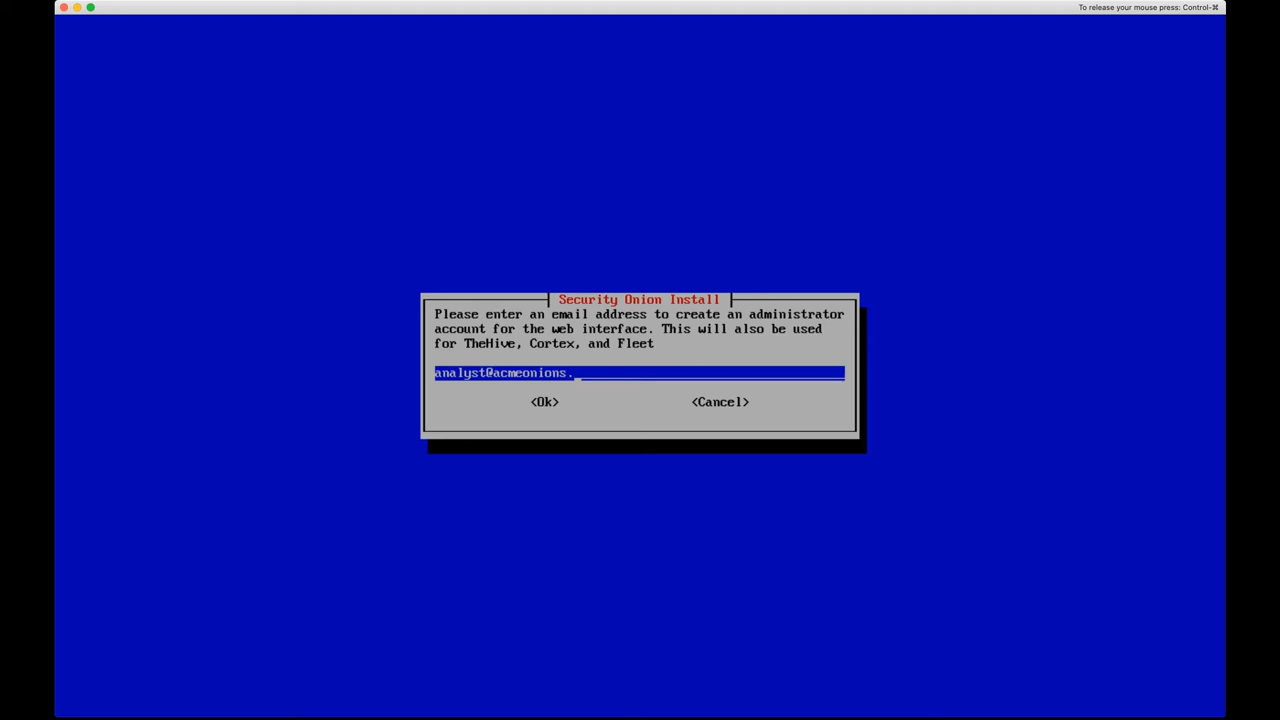 To release your mouse press: Control-⌘
Security Onion Install
Please enter an email address to create an administrator
account for the web interface. This will also be used
for TheHive, Cortex, and Fleet
analyst@acmeonions.
<Ok> <Cancel>